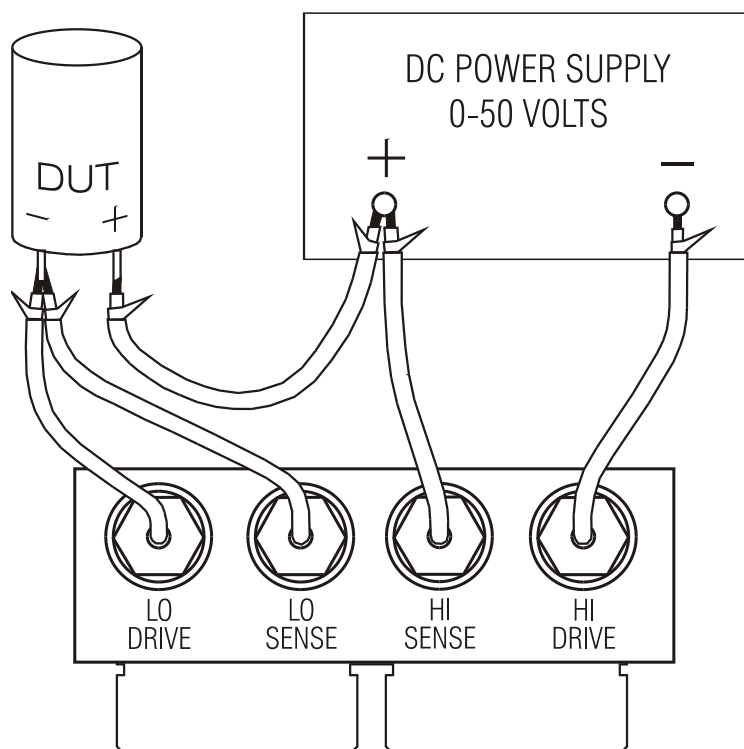 DC POWER SUPPLY
0-50 VOLTS
+ −
DUT
− +
LO
DRIVE
LO
SENSE
HI
SENSE
HI
DRIVE